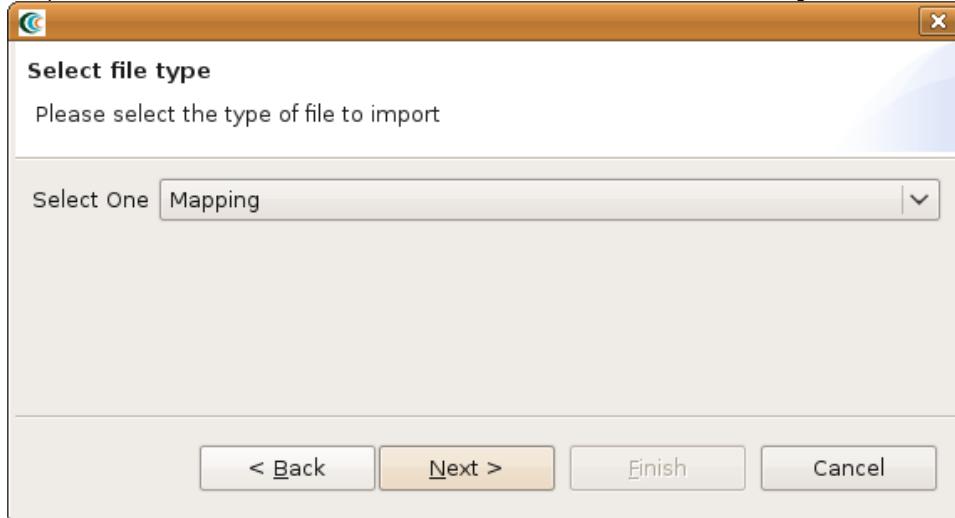 Select file type
Please select the type of file to import
Select One Mapping
< Back Next > Finish Cancel